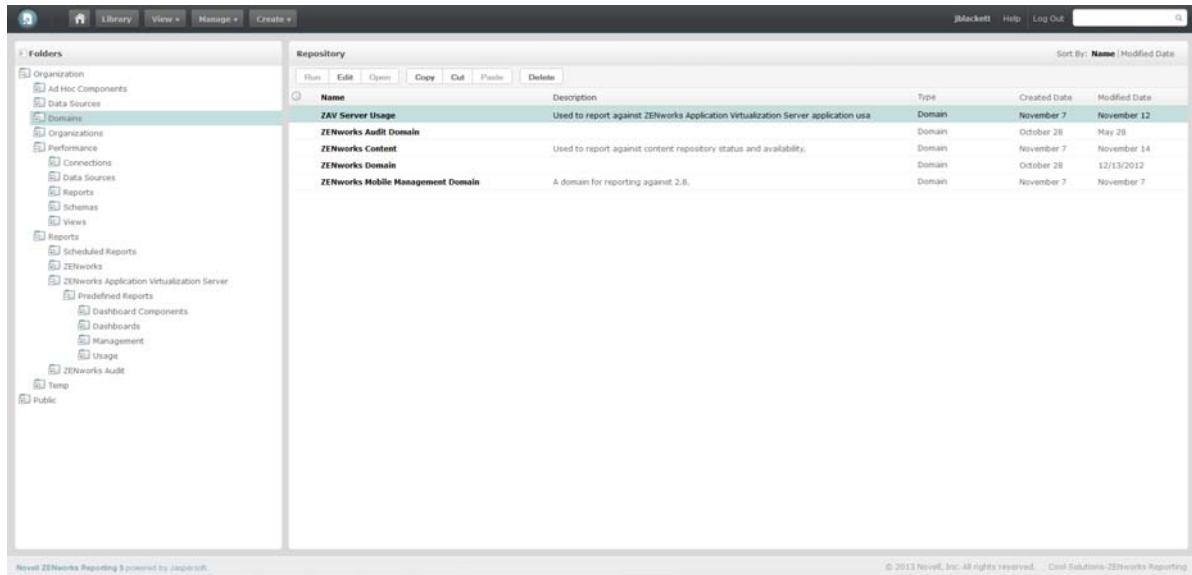 Library View Manage Create jblackett Help Log Out
Folders
Organization
Ad Hoc Components
Data Sources
Domains
Organizations
Performance
Connections
Data Sources
Reports
Schemas
Views
Reports
Scheduled Reports
ZENworks
ZENworks Application Virtualization Server
Predefined Reports
Dashboard Components
Dashboards
Management
Usage
ZENworks Audit
Temp
Public
Repository Sort By: Name | Modified Date
Run Edit Open Copy Cut Paste Delete
Name Description Type Created Date Modified Date
ZAV Server Usage Used to report against ZENworks Application Virtualization Server application usa Domain November 7 November 12
ZENworks Audit Domain Domain October 28 May 28
ZENworks Content Used to report against content repository status and availability. Domain November 7 November 14
ZENworks Domain Domain October 28 12/13/2012
ZENworks Mobile Management Domain A domain for reporting against 2.8. Domain November 7 November 7
Novell ZENworks Reporting 5 powered by Jaspersoft © 2013 Novell, Inc. All rights reserved. Cool Solutions-ZENworks Reporting